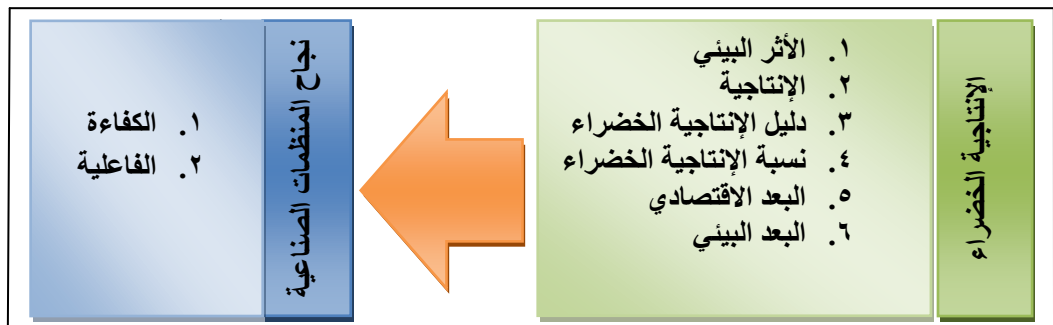 الإنتاجية الخضراء
١. الأثر البيئي
٢. الإنتاجية
٣. دليل الإنتاجية الخضراء
٤. نسبة الإنتاجية الخضراء
٥. البعد الاقتصادي
٦. البعد البيئي
نجاح المنظمات الصناعية
١. الكفاءة
٢. الفاعلية